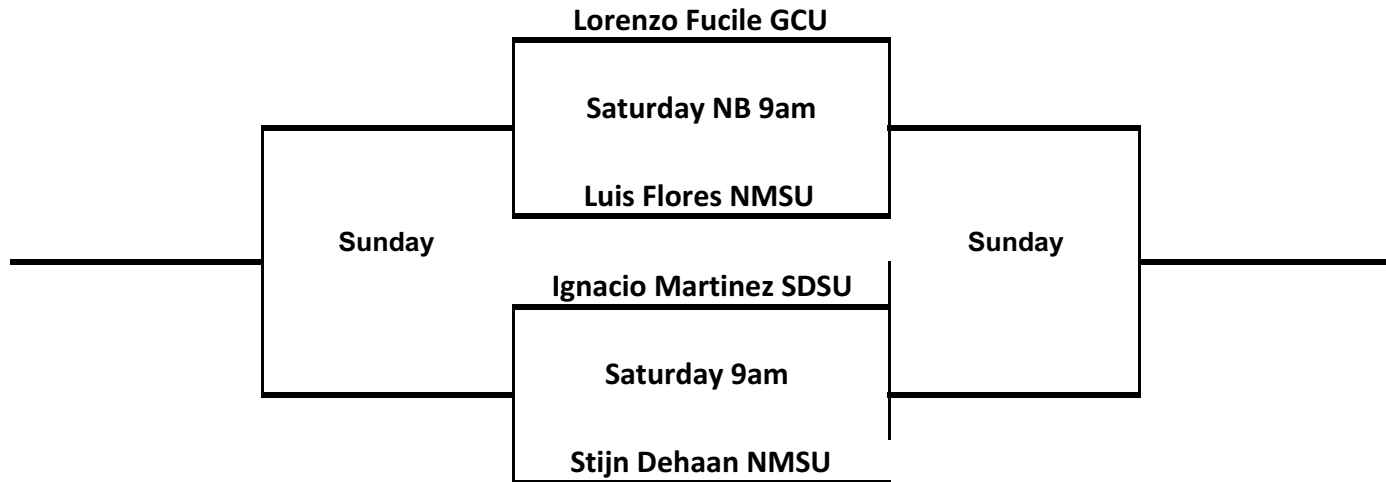 Lorenzo Fucile GCU
Saturday NB 9am
Luis Flores NMSU
Sunday
Sunday
Ignacio Martinez SDSU
Saturday 9am
Stijn Dehaan NMSU